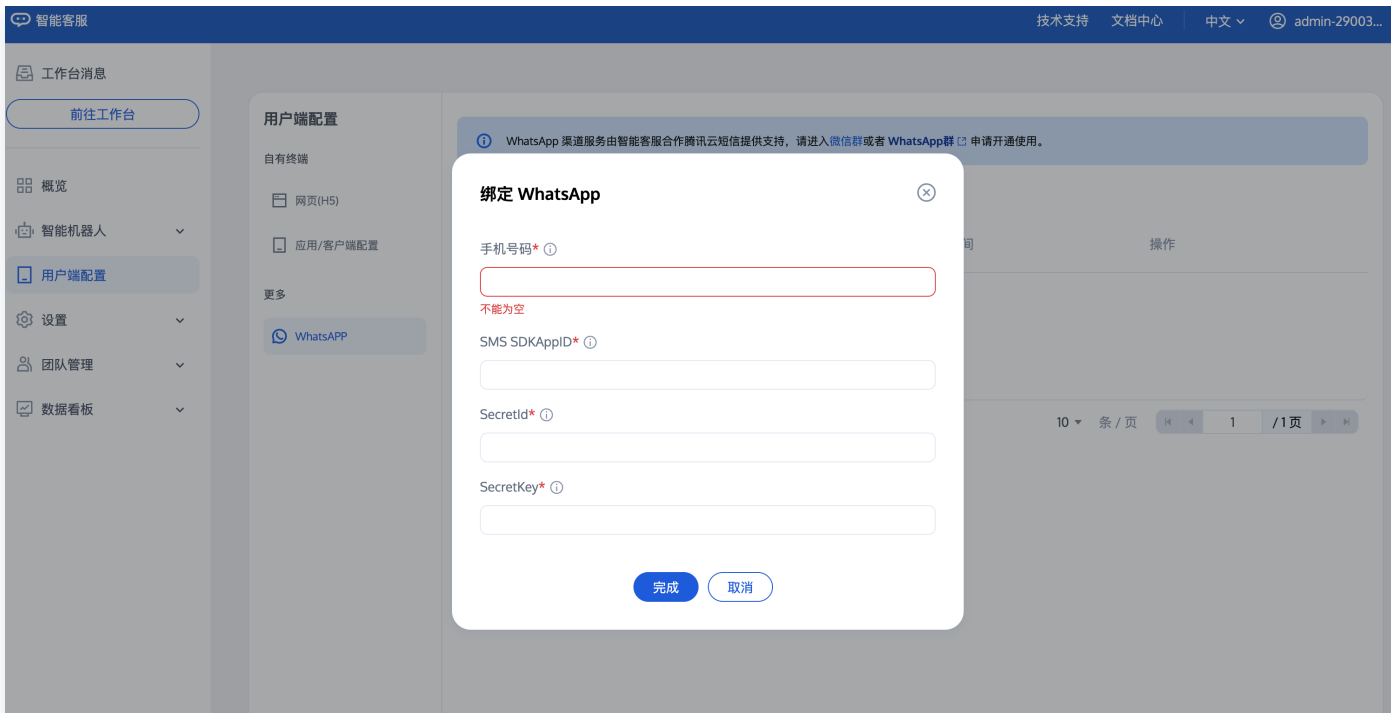 智能客服
技术支持 文档中心 中文 admin-29003...
工作台消息
前往工作台
概览
智能机器人
用户端配置
设置
团队管理
数据看板
用户端配置
自有终端
网页(H5)
应用/客户端配置
更多
WhatsAPP
WhatsApp 渠道服务由智能客服合作腾讯云短信提供支持，请进入微信群或者 WhatsApp群 申请开通使用。
间 操作
10 条 / 页 1 / 1 页
绑定 WhatsApp
手机号码*
不能为空
SMS SDKAppID*
SecretId*
SecretKey*
完成 取消